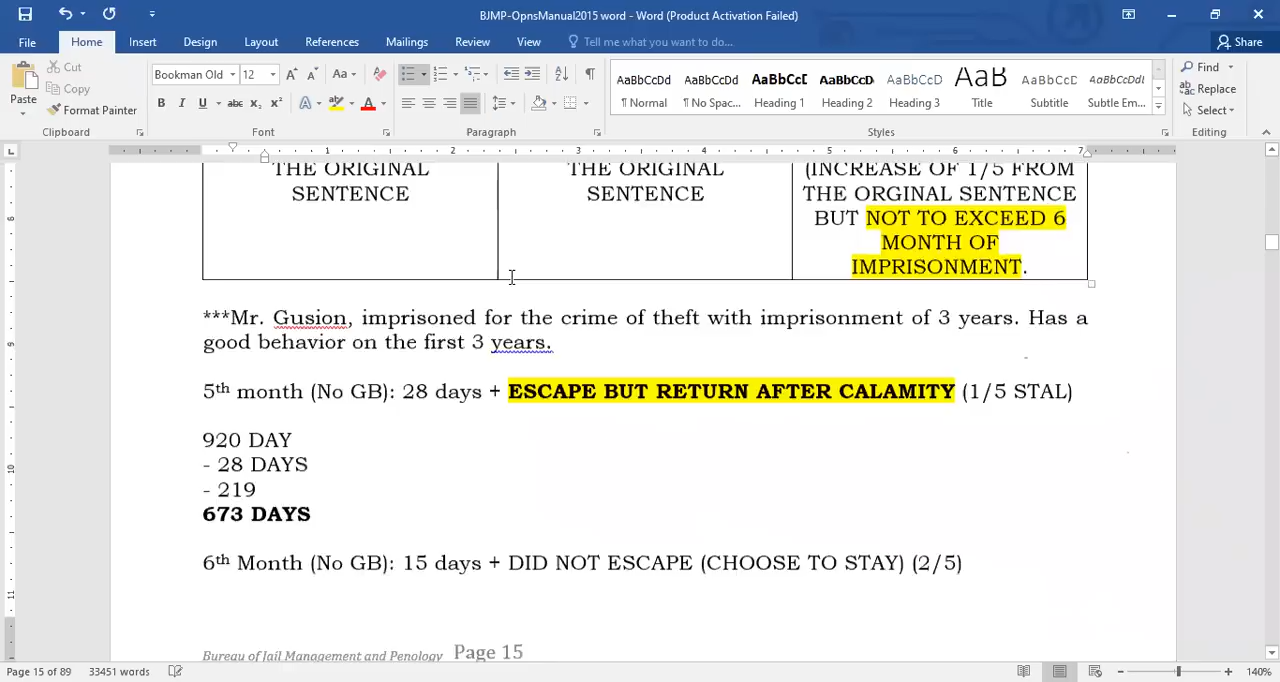 BJMP-OpnsManual2015 word - Word (Product Activation Failed)
File Home Insert Design Layout References Mailings Review View Tell me what you want to do... Share
Paste
Cut
Copy
Format Painter
Clipboard
Bookman Old 12
Font
Paragraph
AaBbCcDd AaBbCcDd AaBbCcI AaBbCcDc AaBbCcD AaB AaBbCcD AaBbCcDdI
¶ Normal ¶ No Spac... Heading 1 Heading 2 Heading 3 Title Subtitle Subtle Em...
Styles
Find
Replace
Select
Editing
THE ORIGINAL SENTENCE
THE ORIGINAL SENTENCE
(INCREASE OF 1/5 FROM
THE ORGINAL SENTENCE
BUT NOT TO EXCEED 6
MONTH OF
IMPRISONMENT.
***Mr. Gusion, imprisoned for the crime of theft with imprisonment of 3 years. Has a
good behavior on the first 3 years.
5th month (No GB): 28 days + ESCAPE BUT RETURN AFTER CALAMITY (1/5 STAL)
920 DAY
- 28 DAYS
- 219
673 DAYS
6th Month (No GB): 15 days + DID NOT ESCAPE (CHOOSE TO STAY) (2/5)
Bureau of Jail Management and Penology Page 15
Page 15 of 89 33451 words 140%